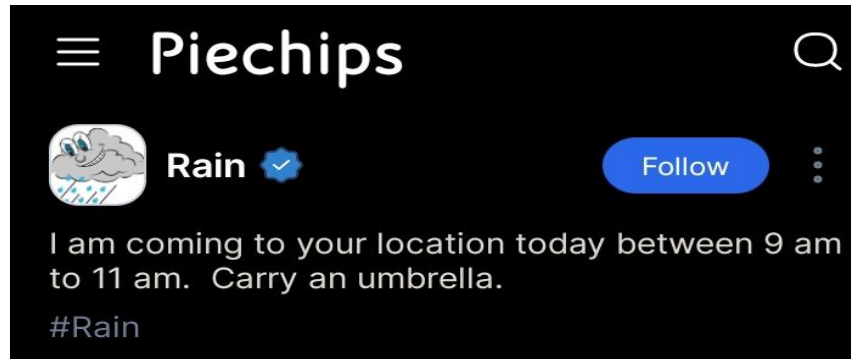 Piechips
Rain
Follow
I am coming to your location today between 9 am
to 11 am.  Carry an umbrella.
#Rain